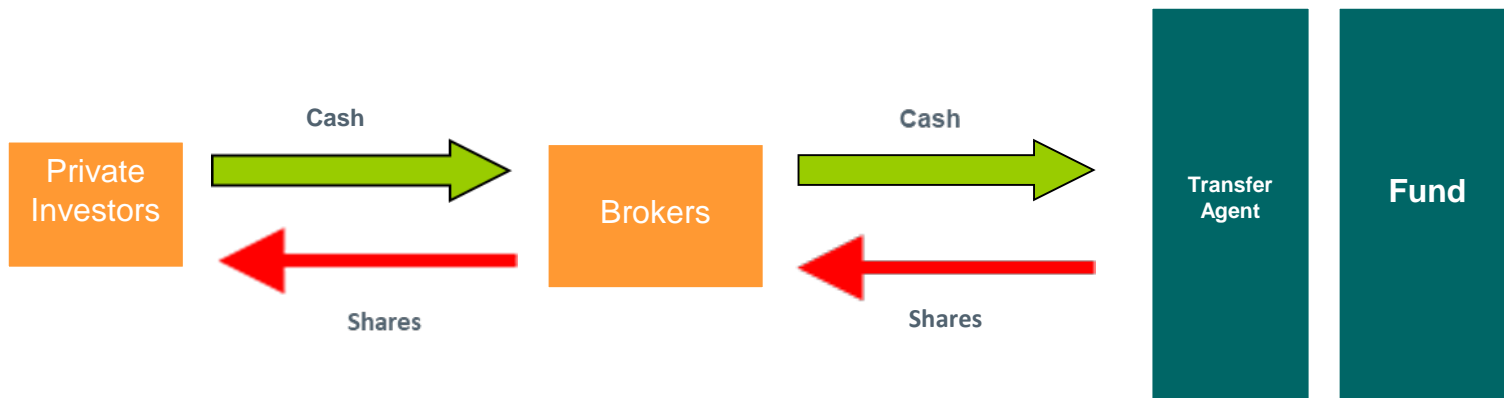 Cash
Cash
Private
Investors
Brokers
Transfer
Agent
Fund
Shares
Shares